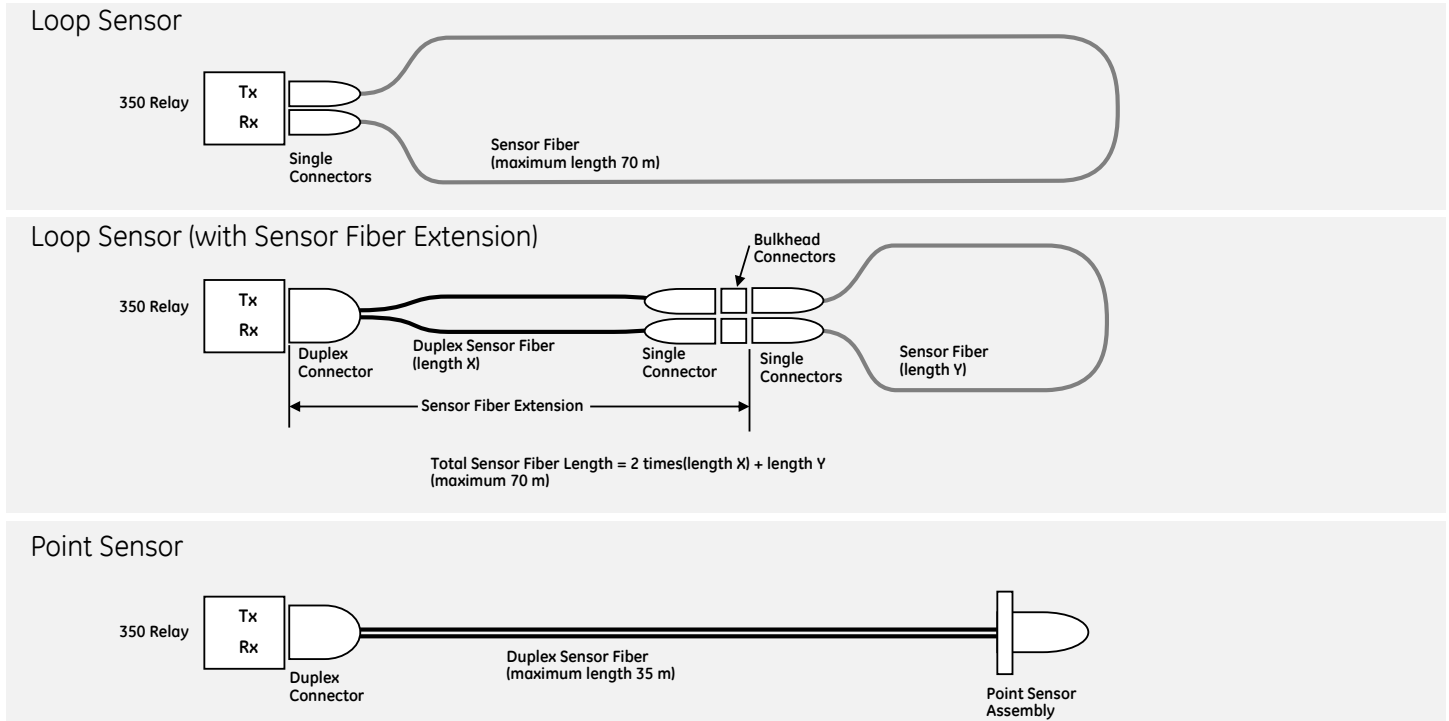 Loop Sensor
350 Relay
Tx
Rx
Single
Connectors
Sensor Fiber
(maximum length 70 m)
Loop Sensor (with Sensor Fiber Extension)
350 Relay
Tx
Rx
Duplex
Connector
Duplex Sensor Fiber
(length X)
Single
Connector
Bulkhead
Connectors
Single
Connectors
Sensor Fiber
(length Y)
Sensor Fiber Extension
Total Sensor Fiber Length = 2 times(length X) + length Y
(maximum 70 m)
Point Sensor
350 Relay
Tx
Rx
Duplex
Connector
Duplex Sensor Fiber
(maximum length 35 m)
Point Sensor
Assembly